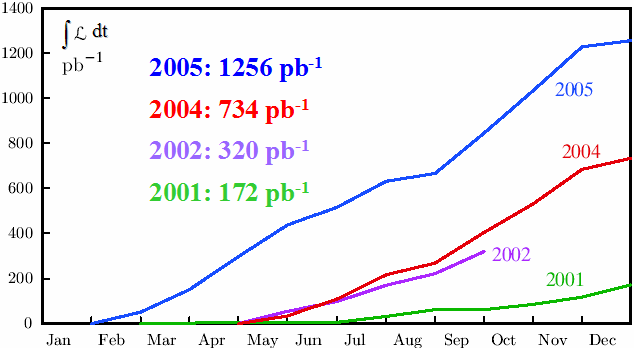 1400
1200
1000
800
600
400
200
0
∫ ℒ dt
pb⁻¹
2005: 1256 pb⁻¹
2004: 734 pb⁻¹
2002: 320 pb⁻¹
2001: 172 pb⁻¹
2005
2004
2002
2001
Jan Feb Mar Apr May Jun Jul Aug Sep Oct Nov Dec